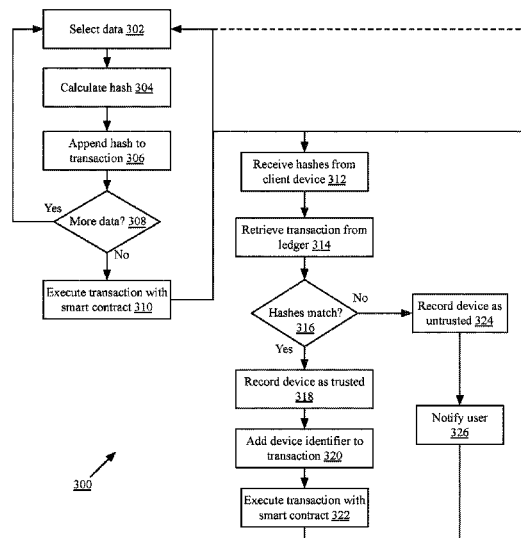 Select data 302
Calculate hash 304
Append hash to
transaction 306
Yes
More data? 308
No
Execute transaction with
smart contract 310
Receive hashes from
client device 312
Retrieve transaction from
ledger 314
Hashes match?
316
No
Record device as
untrusted 324
Yes
Record device as trusted
318
Notify user
326
Add device identifier to
transaction 320
Execute transaction with
smart contract 322
300